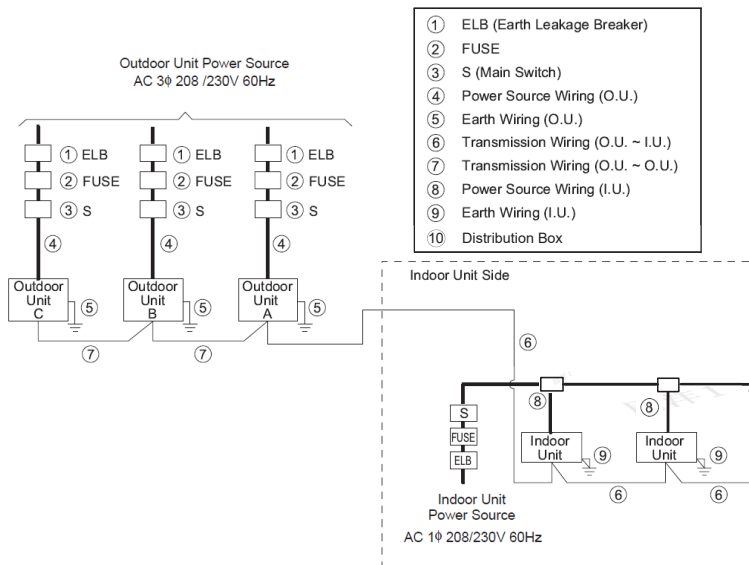 Outdoor Unit Power Source
AC 3ϕ 208 /230V 60Hz
① ELB (Earth Leakage Breaker)
② FUSE
③ S (Main Switch)
④ Power Source Wiring (O.U.)
⑤ Earth Wiring (O.U.)
⑥ Transmission Wiring (O.U. ~ I.U.)
⑦ Transmission Wiring (O.U. ~ O.U.)
⑧ Power Source Wiring (I.U.)
⑨ Earth Wiring (I.U.)
⑩ Distribution Box
① ELB
② FUSE
③ S
④
① ELB
② FUSE
③ S
④
① ELB
② FUSE
③ S
④
Outdoor
Unit
C
⑤
Outdoor
Unit
B
⑤
Outdoor
Unit
A
⑤
⑦
⑦
Indoor Unit Side
⑥
S
FUSE
ELB
⑧
⑧
Indoor
Unit
⑨
Indoor
Unit
⑨
⑥
⑥
Indoor Unit
Power Source
AC 1ϕ 208/230V 60Hz